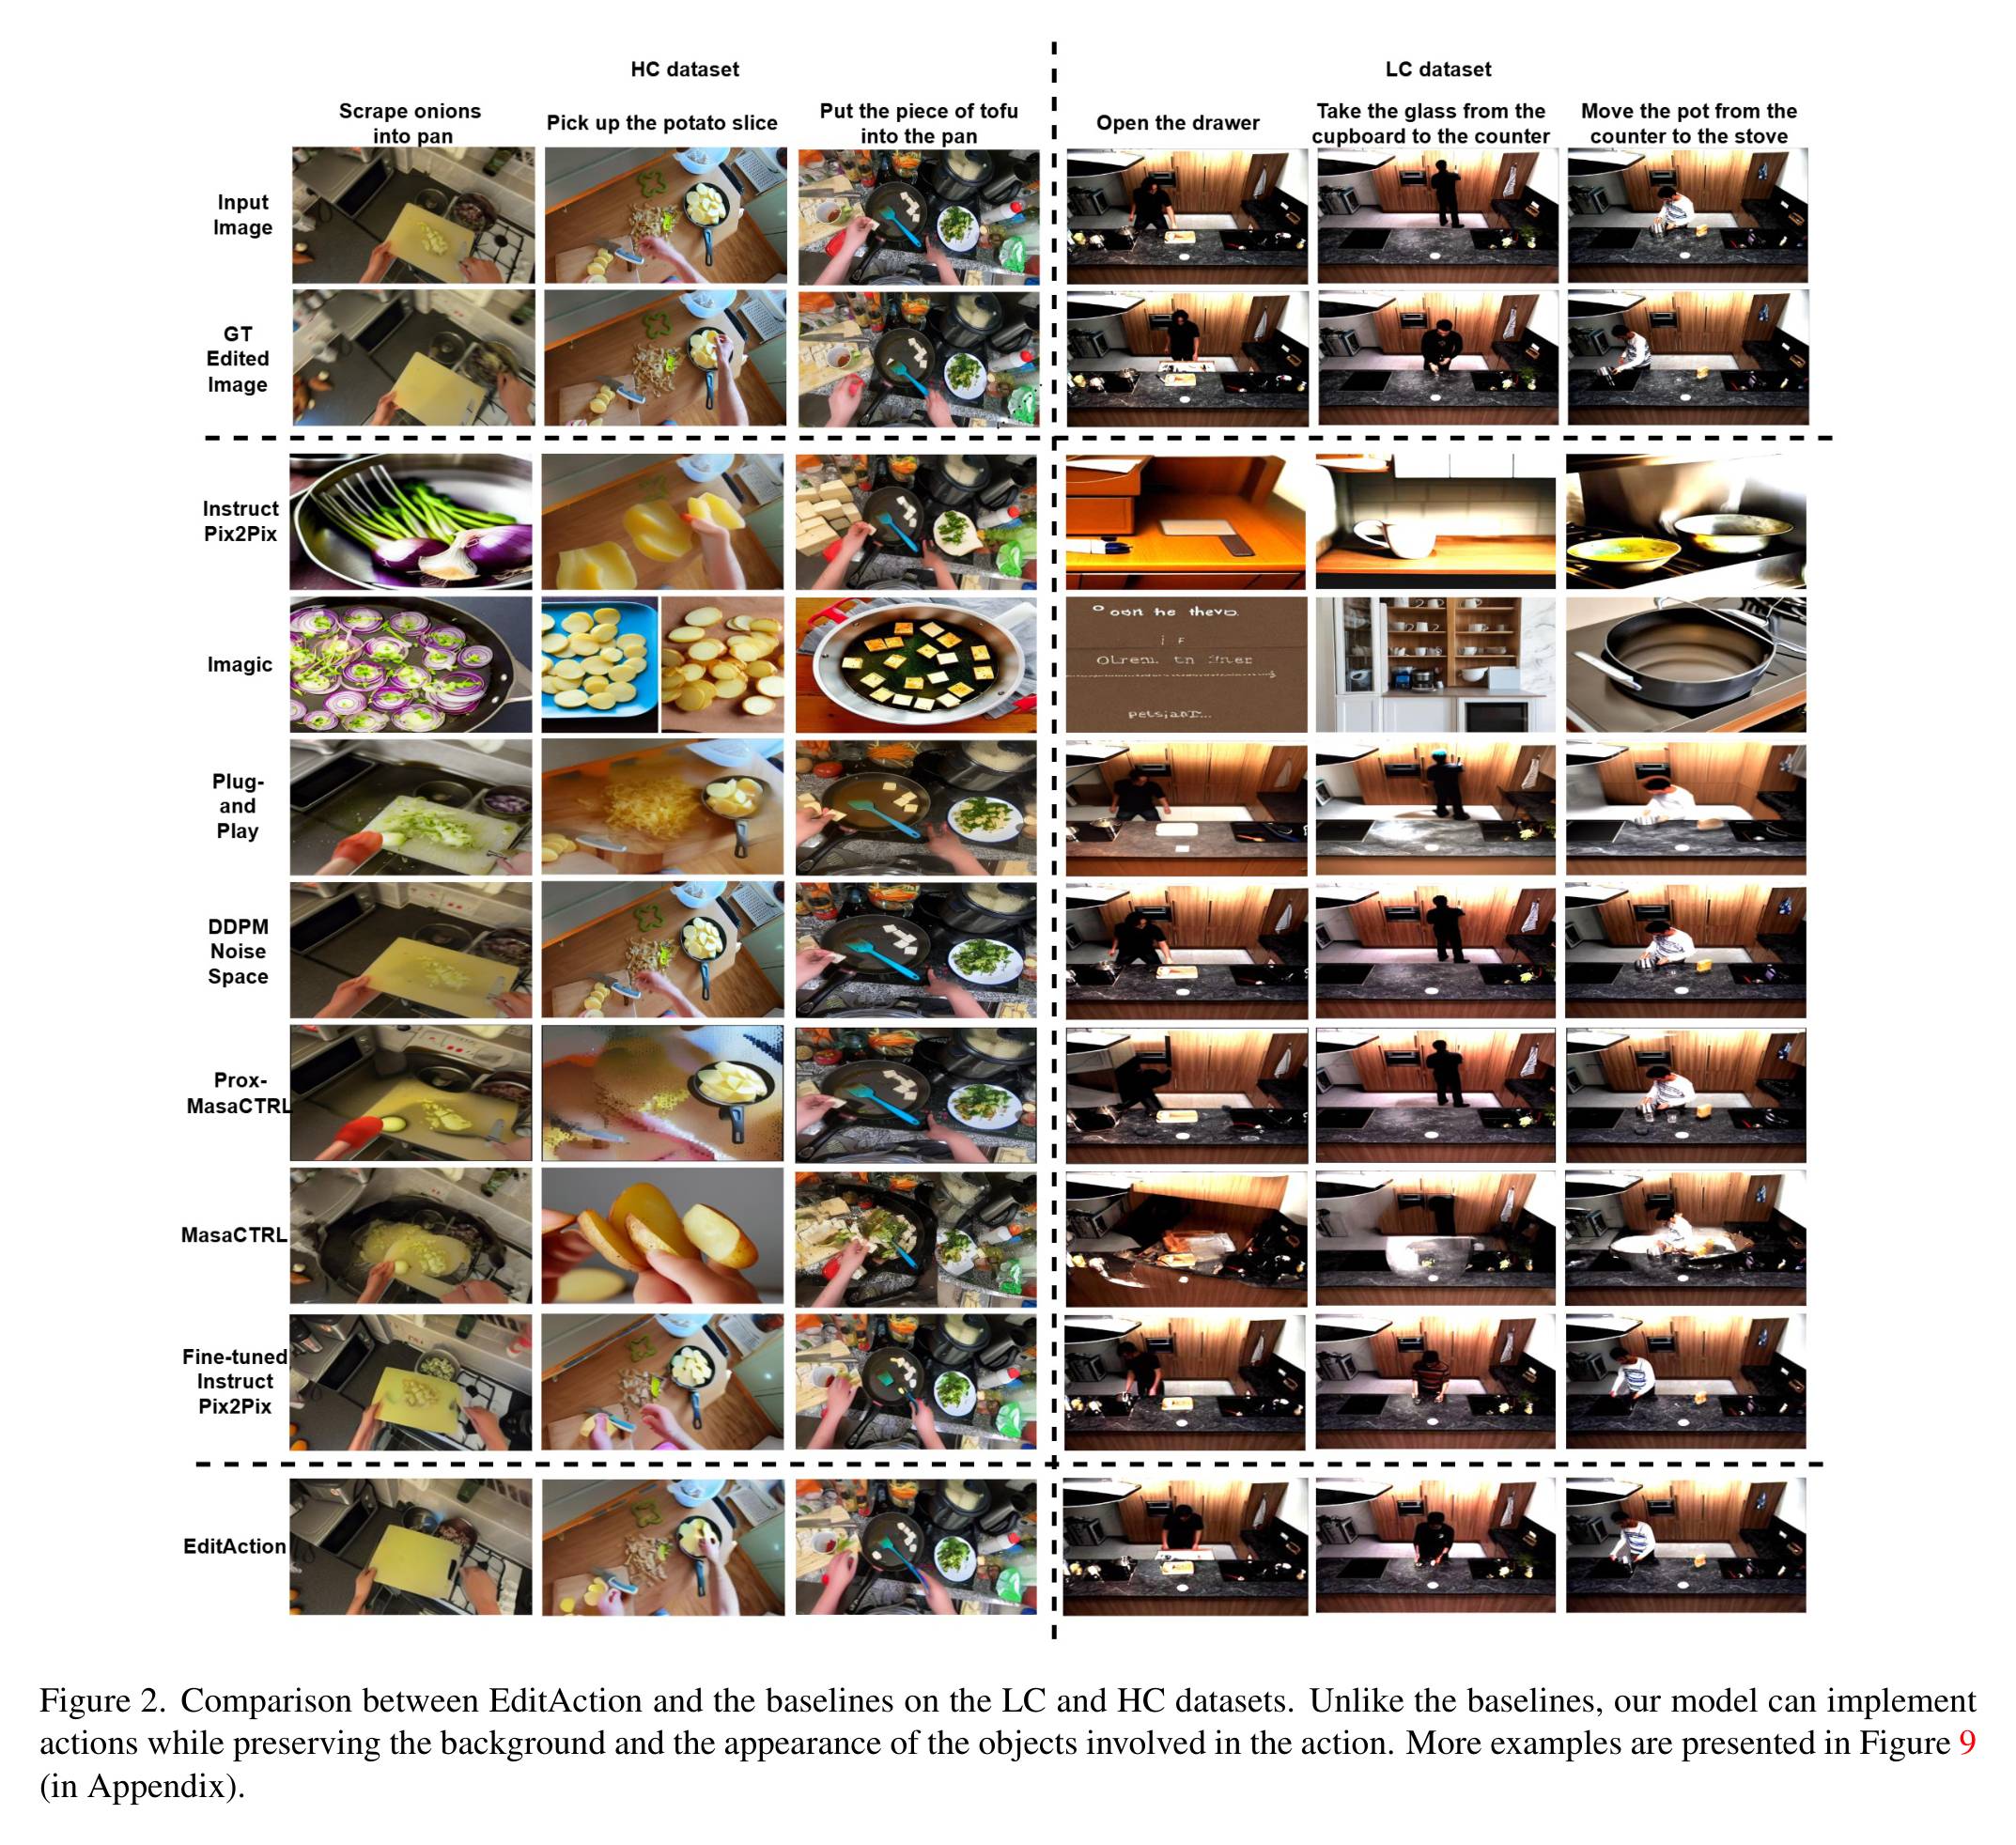 HC dataset
LC dataset
Scrape onions
into pan
Pick up the potato slice
Put the piece of tofu
into the pan
Open the drawer
Take the glass from the
cupboard to the counter
Move the pot from the
counter to the stove
Input
Image
GT
Edited
Image
Instruct
Pix2Pix
Imagic
Plug-
and
Play
DDPM
Noise
Space
Prox-
MasaCTRL
MasaCTRL
Fine-tuned
Instruct
Pix2Pix
EditAction
Figure 2. Comparison between EditAction and the baselines on the LC and HC datasets. Unlike the baselines, our model can implement
actions while preserving the background and the appearance of the objects involved in the action. More examples are presented in Figure 9
(in Appendix).